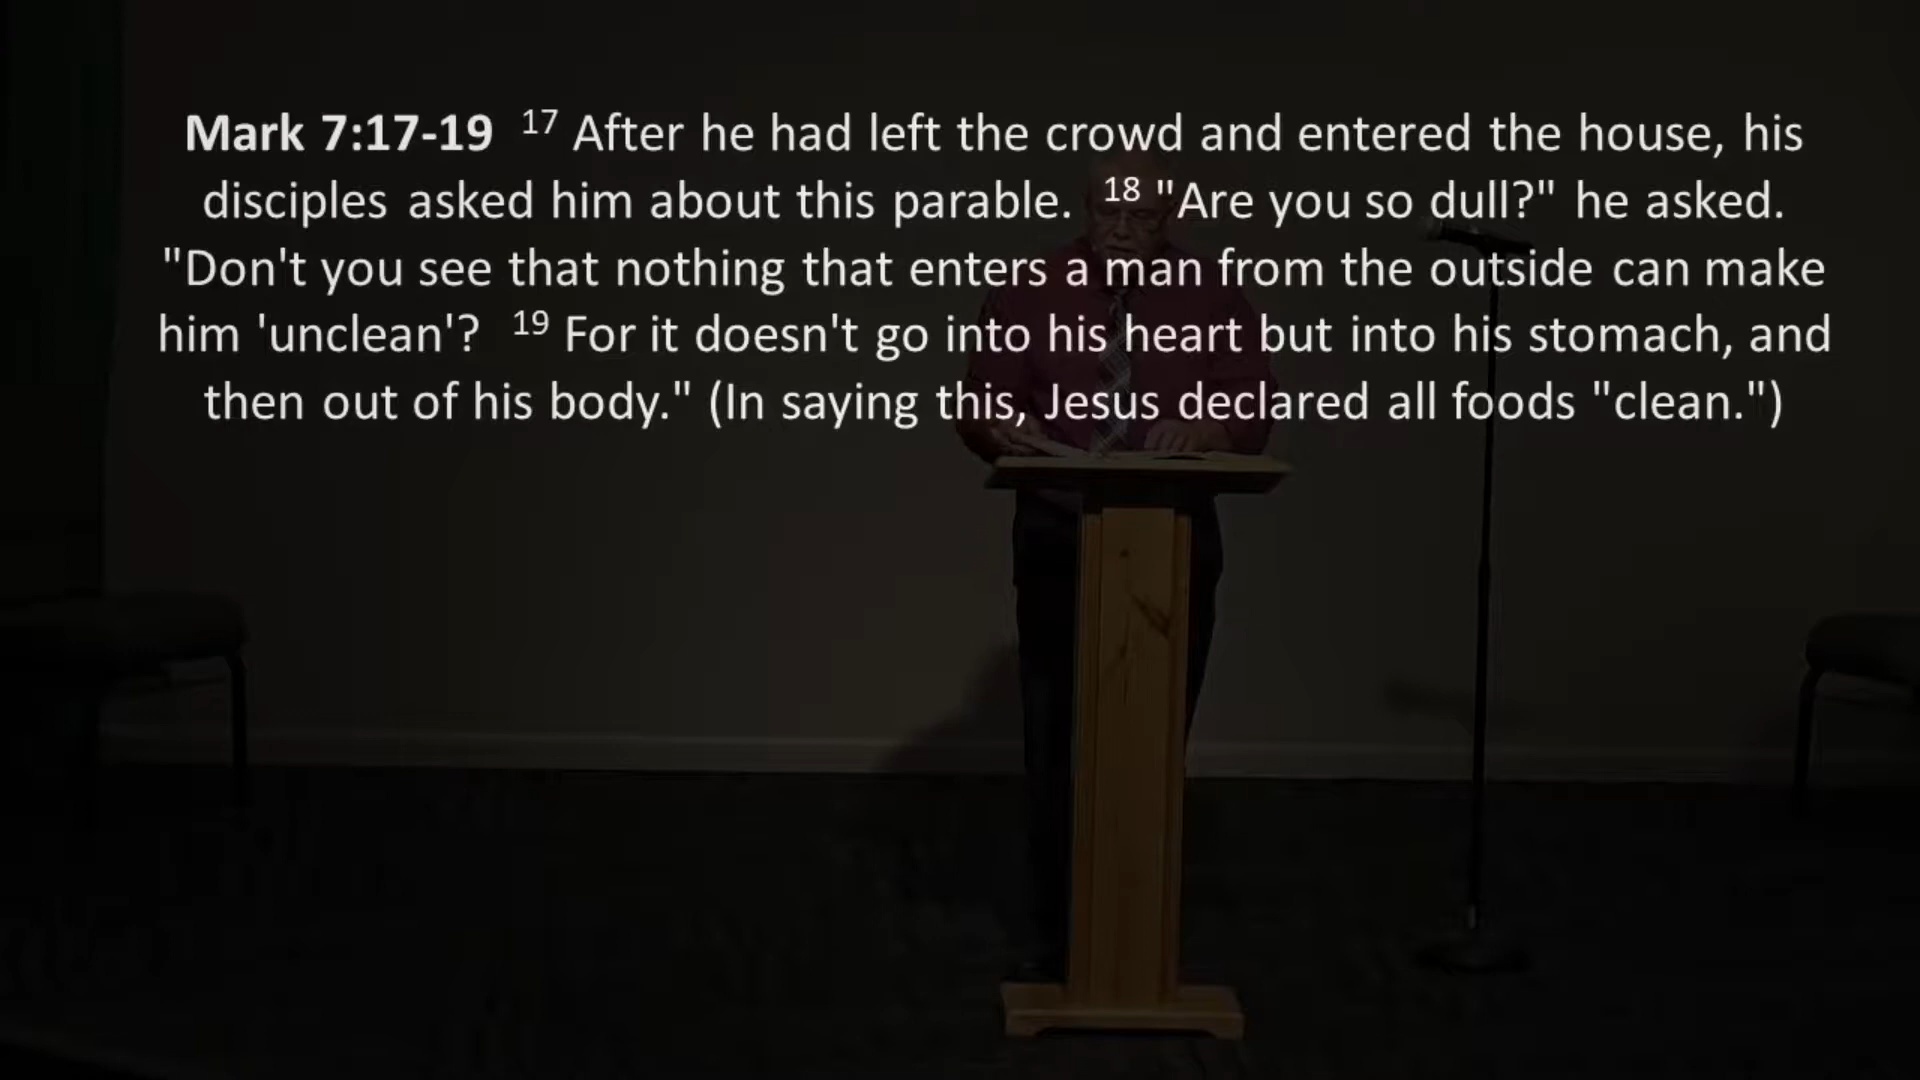 Mark 7:17-19 17 After he had left the crowd and entered the house, his
disciples asked him about this parable. 18 "Are you so dull?" he asked.
"Don't you see that nothing that enters a man from the outside can make
him 'unclean'? 19 For it doesn't go into his heart but into his stomach, and
then out of his body." (In saying this, Jesus declared all foods "clean.")